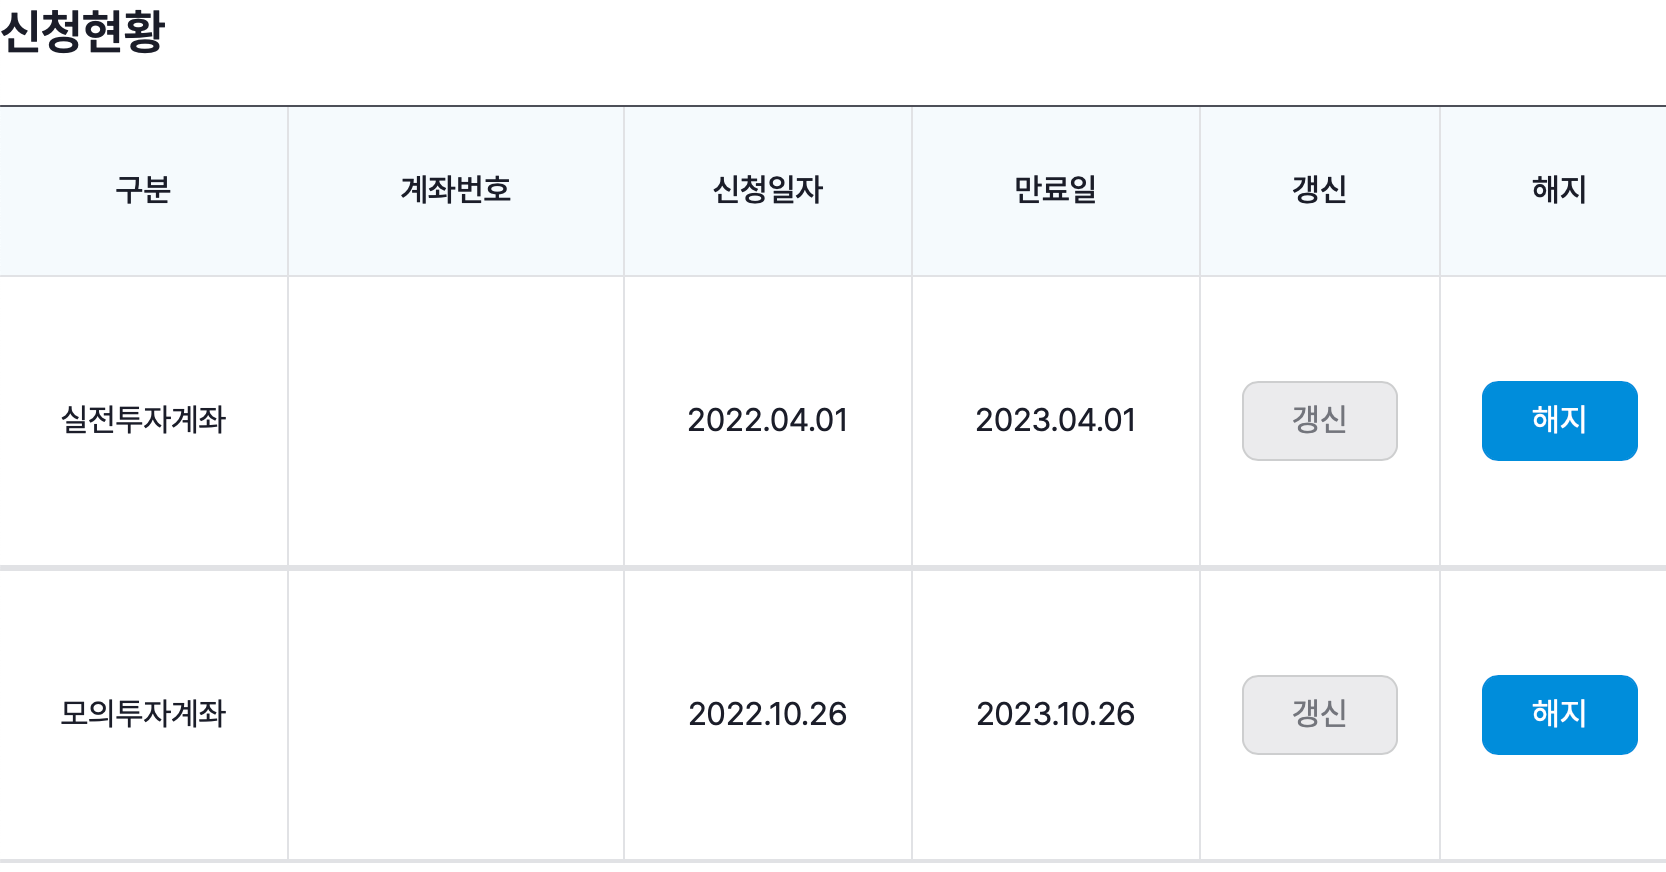 신청현황
구분 계좌번호 신청일자 만료일 갱신 해지
실전투자계좌 2022.04.01 2023.04.01 갱신 해지
모의투자계좌 2022.10.26 2023.10.26 갱신 해지